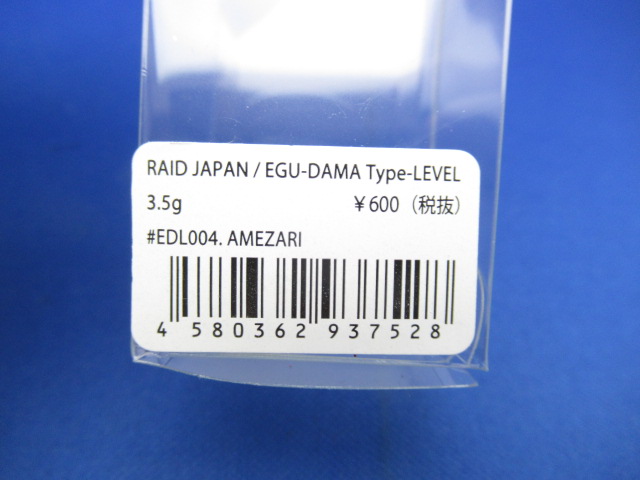 RAID JAPAN / EGU-DAMA Type-LEVEL
3.5g ￥600（税抜）
#EDL004. AMEZARI
4 580362 937528